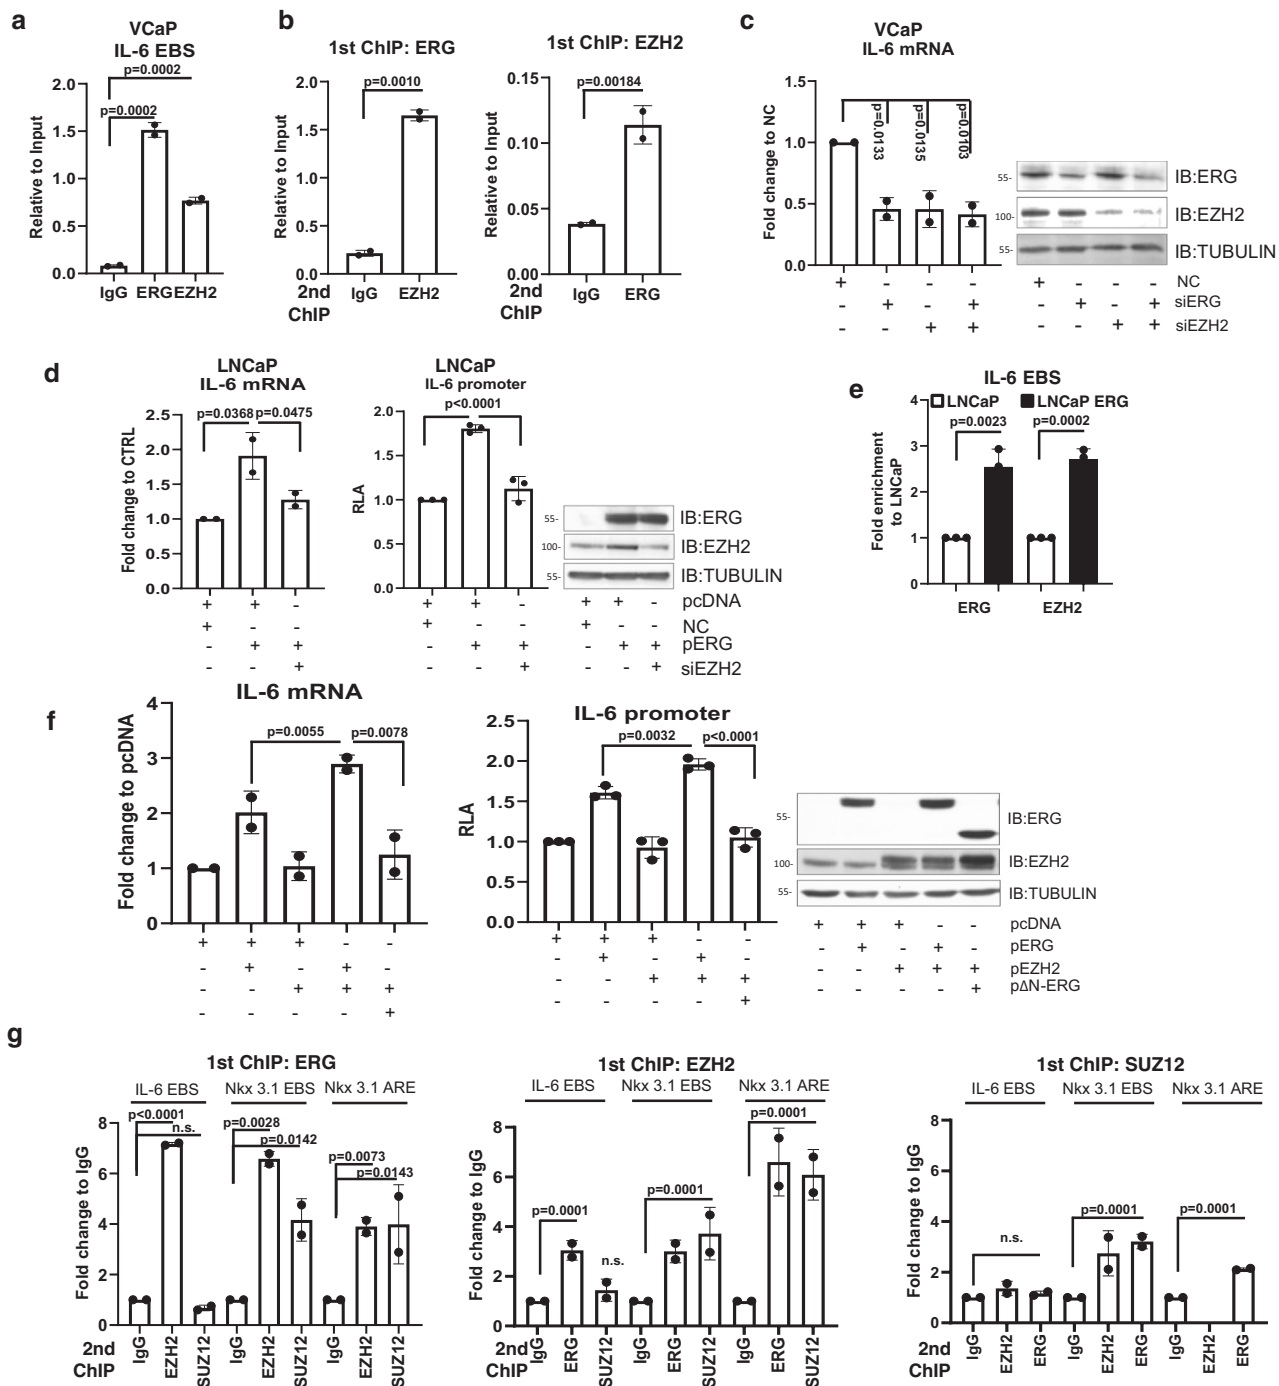 a
VCaP
IL-6 EBS
p=0.0002
p=0.0002
Relative to Input
2.0
1.5
1.0
0.5
0.0
IgG ERG EZH2
b
1st ChIP: ERG
p=0.0010
Relative to Input
2.0
1.5
1.0
0.5
0.0
2nd ChIP
IgG EZH2
1st ChIP: EZH2
p=0.00184
Relative to Input
0.15
0.10
0.05
0.00
2nd ChIP
IgG ERG
c
VCaP
IL-6 mRNA
Fold change to NC
1.5
1.0
0.5
0.0
p=0.0133
p=0.0135
p=0.0103
+ - - -
- + - +
- - + +
55- IB:ERG
100- IB:EZH2
55- IB:TUBULIN
+ - - - NC
- + - + siERG
- - + + siEZH2
d
LNCaP
IL-6 mRNA
p=0.0368 p=0.0475
Fold change to CTRL
2.5
2.0
1.5
1.0
0.5
0.0
+ + -
+ - -
- + +
- - +
LNCaP
IL-6 promoter
p<0.0001
RLA
2.0
1.5
1.0
0.5
0.0
+ + -
+ - -
- + +
- - +
55- IB:ERG
100- IB:EZH2
55- IB:TUBULIN
+ + - pcDNA
+ - - NC
- + + pERG
- - + siEZH2
e
IL-6 EBS
LNCaP LNCaP ERG
p=0.0023 p=0.0002
Fold enrichment
to LNCaP
4
3
2
1
0
ERG EZH2
f
IL-6 mRNA
p=0.0055 p=0.0078
Fold change to pcDNA
4
3
2
1
0
+ + + - -
- + - + -
- - + + +
- - - - +
IL-6 promoter
p=0.0032 p<0.0001
RLA
2.5
2.0
1.5
1.0
0.5
0.0
+ + + - -
- + - + -
- - + + +
- - - - +
55- IB:ERG
100- IB:EZH2
55- IB:TUBULIN
+ + + - - pcDNA
- + - + - pERG
- - + + + pEZH2
- - - - + pΔN-ERG
g
1st ChIP: ERG
IL-6 EBS Nkx 3.1 EBS Nkx 3.1 ARE
p<0.0001
n.s.
p=0.0028
p=0.0142
p=0.0073
p=0.0143
Fold change to IgG
8
6
4
2
0
2nd ChIP
IgG EZH2 SUZ12 IgG EZH2 SUZ12 IgG EZH2 SUZ12
1st ChIP: EZH2
IL-6 EBS Nkx 3.1 EBS Nkx 3.1 ARE
p=0.0001
n.s.
p=0.0001
p=0.0001
Fold change to IgG
8
6
4
2
0
2nd ChIP
IgG ERG SUZ12 IgG ERG SUZ12 IgG ERG SUZ12
1st ChIP: SUZ12
IL-6 EBS Nkx 3.1 EBS Nkx 3.1 ARE
n.s.
p=0.0001
p=0.0001
Fold change to IgG
8
6
4
2
0
2nd ChIP
IgG EZH2 ERG IgG EZH2 ERG IgG EZH2 ERG